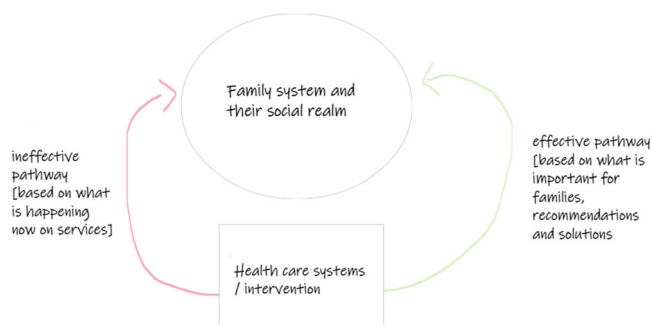 Family system and
their social realm
ineffective
pathway
[based on what
is happening
now on services]
effective pathway
[based on what is
important for
families,
recommendations
and solutions
Health care systems
/ intervention